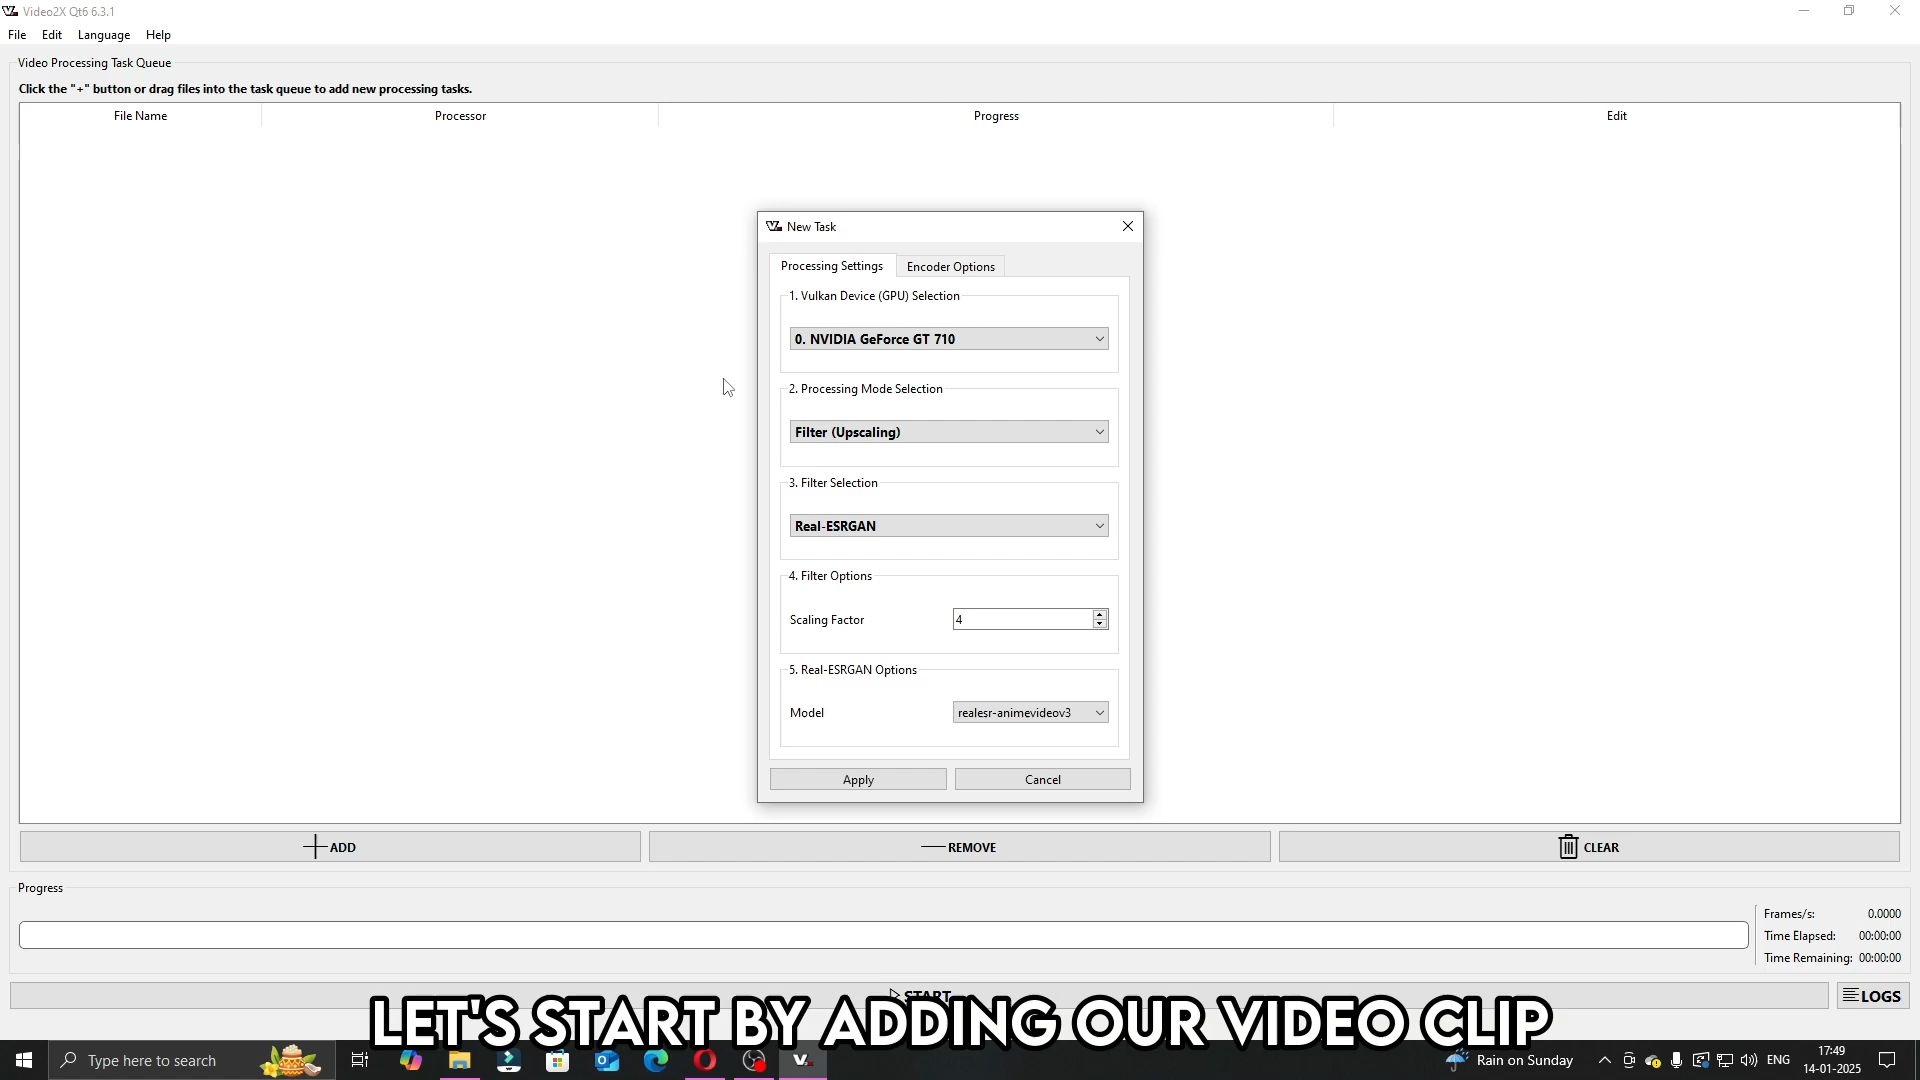 Video2X Qt6 6.3.1
File Edit Language Help
Video Processing Task Queue
Click the "+" button or drag files into the task queue to add new processing tasks.
File Name Processor Progress Edit
New Task
Processing Settings Encoder Options
1. Vulkan Device (GPU) Selection
0. NVIDIA GeForce GT 710
2. Processing Mode Selection
Filter (Upscaling)
3. Filter Selection
Real-ESRGAN
4. Filter Options
Scaling Factor 4
5. Real-ESRGAN Options
Model realesr-animevideov3
Apply Cancel
ADD REMOVE CLEAR
Progress
Frames/s: 0.0000
Time Elapsed: 00:00:00
Time Remaining: 00:00:00
START LOGS
LET'S START BY ADDING OUR VIDEO CLIP
Type here to search Rain on Sunday ENG 17:49
14-01-2025